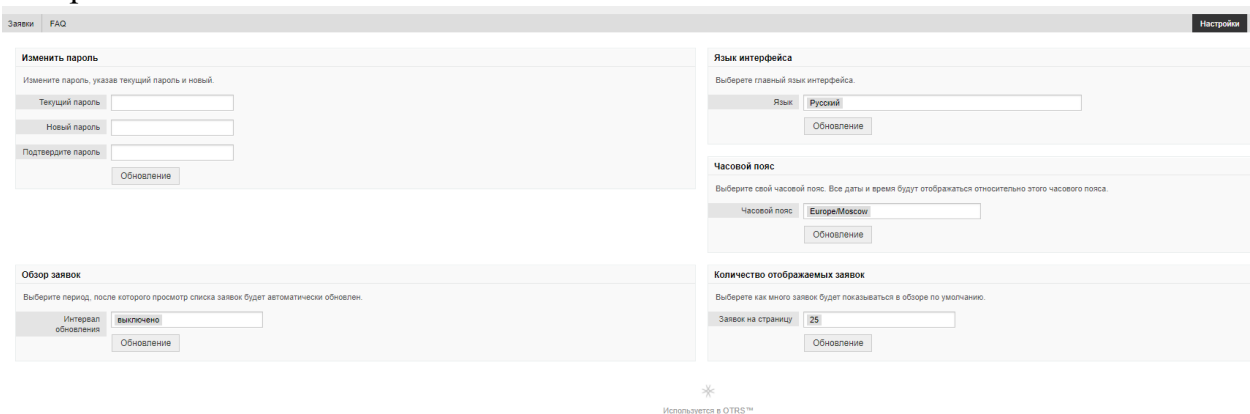 Заявки FAQ Настройки
Изменить пароль
Измените пароль, указав текущий пароль и новый.
Текущий пароль
Новый пароль
Подтвердите пароль
Обновление
Язык интерфейса
Выберете главный язык интерфейса.
Язык Русский
Обновление
Часовой пояс
Выберите свой часовой пояс. Все даты и время будут отображаться относительно этого часового пояса.
Часовой пояс Europe/Moscow
Обновление
Обзор заявок
Выберите период, после которого просмотр списка заявок будет автоматически обновлен.
Интервал выключено
обновления
Обновление
Количество отображаемых заявок
Выберете как много заявок будет показываться в обзоре по умолчанию.
Заявок на страницу 25
Обновление
Используется в OTRS™